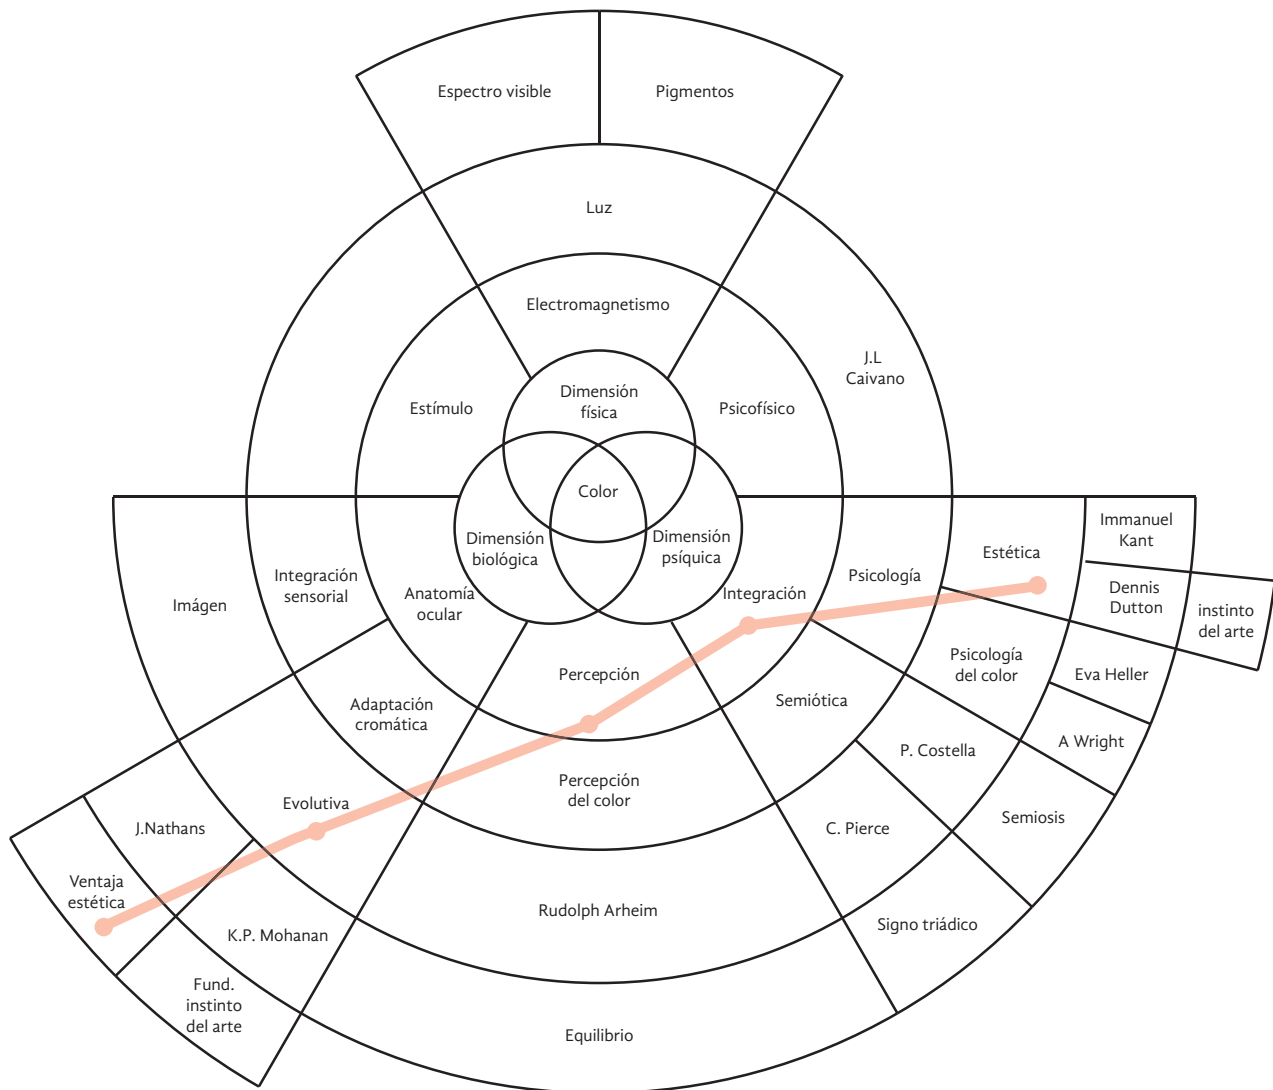 Espectro visible
Pigmentos
Luz
Electromagnetismo
J.L
Caivano
Dimensión
física
Estímulo
Psicofísico
Color
Dimensión
biológica
Dimensión
psíquica
Immanuel
Kant
Estética
Integración
sensorial
Psicología
Imágen
Anatomía
ocular
Integración
Dennis
Dutton
instinto
del arte
Percepción
Psicología
del color
Eva Heller
Adaptación
cromática
Semiótica
A Wright
P. Costella
Percepción
del color
Evolutiva
J.Nathans
C. Pierce
Semiosis
Ventaja
estética
Rudolph Arheim
Signo triádico
K.P. Mohanan
Fund.
instinto
del arte
Equilibrio